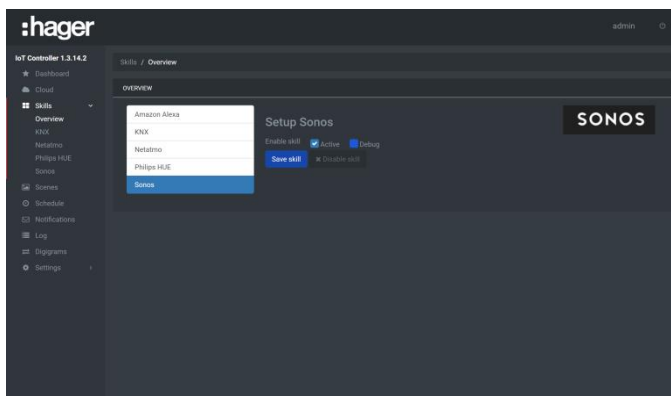 :hager
admin
IoT Controller 1.3.14.2
Dashboard
Cloud
Skills
Overview
KNX
Netatmo
Philips HUE
Sonos
Scenes
Schedule
Notifications
Log
Digigrams
Settings
Skills / Overview
OVERVIEW
Amazon Alexa
KNX
Netatmo
Philips HUE
Sonos
Setup Sonos
Enable skill Active Debug
Save skill × Disable skill
SONOS